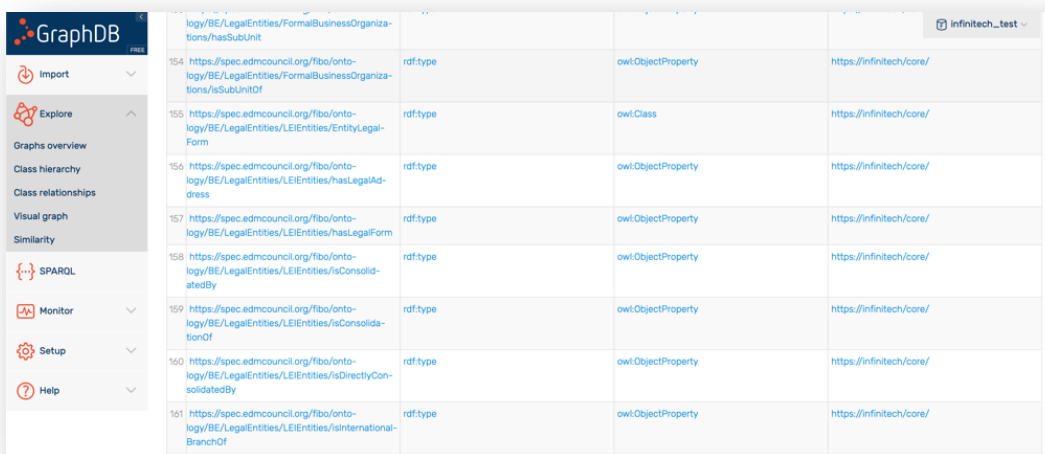 GraphDB
FREE
infinitech_test
Import
Explore
Graphs overview
Class hierarchy
Class relationships
Visual graph
Similarity
SPARQL
Monitor
Setup
Help
logy/BE/LegalEntities/FormalBusinessOrganiza-
tions/hasSubUnit
154 https://spec.edmcouncil.org/fibo/onto- rdf:type owl:ObjectProperty https://infinitech/core/
logy/BE/LegalEntities/FormalBusinessOrganiza-
tions/isSubUnitOf
155 https://spec.edmcouncil.org/fibo/onto- rdf:type owl:Class https://infinitech/core/
logy/BE/LegalEntities/LEIEntities/EntityLegal-
Form
156 https://spec.edmcouncil.org/fibo/onto- rdf:type owl:ObjectProperty https://infinitech/core/
logy/BE/LegalEntities/LEIEntities/hasLegalAd-
dress
157 https://spec.edmcouncil.org/fibo/onto- rdf:type owl:ObjectProperty https://infinitech/core/
logy/BE/LegalEntities/LEIEntities/hasLegalForm
158 https://spec.edmcouncil.org/fibo/onto- rdf:type owl:ObjectProperty https://infinitech/core/
logy/BE/LegalEntities/LEIEntities/isConsolid-
atedBy
159 https://spec.edmcouncil.org/fibo/onto- rdf:type owl:ObjectProperty https://infinitech/core/
logy/BE/LegalEntities/LEIEntities/isConsolida-
tionOf
160 https://spec.edmcouncil.org/fibo/onto- rdf:type owl:ObjectProperty https://infinitech/core/
logy/BE/LegalEntities/LEIEntities/isDirectlyCon-
solidatedBy
161 https://spec.edmcouncil.org/fibo/onto- rdf:type owl:ObjectProperty https://infinitech/core/
logy/BE/LegalEntities/LEIEntities/isInternational-
BranchOf